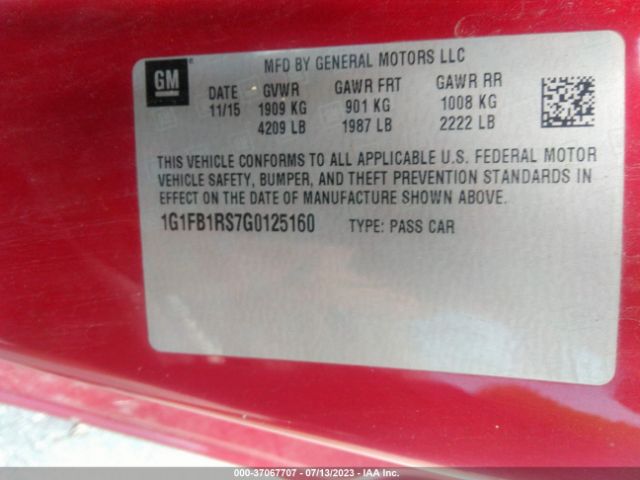 GM
MFD BY GENERAL MOTORS LLC
DATE GVWR GAWR FRT GAWR RR
11/15 1909 KG 901 KG 1008 KG
4209 LB 1987 LB 2222 LB
THIS VEHICLE CONFORMS TO ALL APPLICABLE U.S. FEDERAL MOTOR
VEHICLE SAFETY, BUMPER, AND THEFT PREVENTION STANDARDS IN
EFFECT ON THE DATE OF MANUFACTURE SHOWN ABOVE.
1G1FB1RS7G0125160 TYPE: PASS CAR
000-37067707 - 07/13/2023 - IAA Inc.